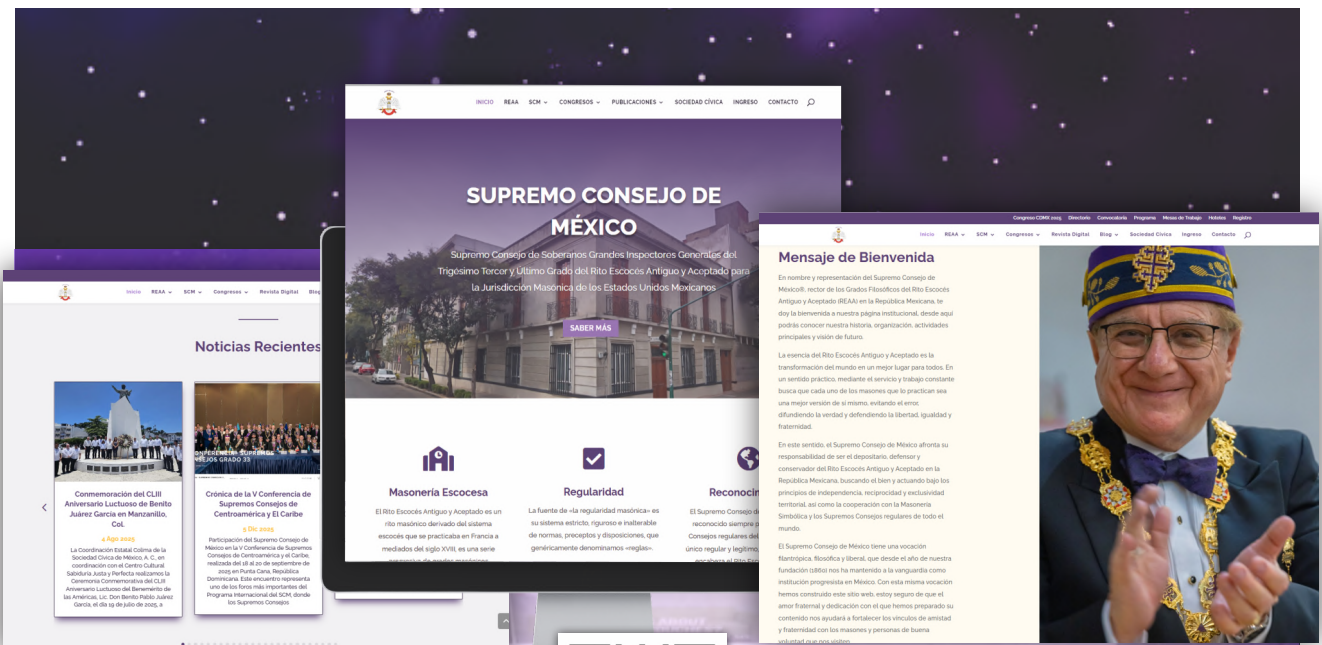 INICIO REAA SCM CONGRESOS PUBLICACIONES SOCIEDAD CÍVICA INGRESO CONTACTO
SUPREMO CONSEJO DE
MÉXICO
Supremo Consejo de Soberanos Grandes Inspectores Generales del
Trigésimo Tercer y Último Grado del Rito Escocés Antiguo y Aceptado para
la Jurisdicción Masónica de los Estados Unidos Mexicanos
SABER MÁS
Masonería Escocesa
El Rito Escocés Antiguo y Aceptado es un
rito masónico derivado del sistema
escocés que se practicaba en Francia a
mediados del siglo XVIII, es una serie
progresiva de grados masónicos
Regularidad
La fuente de «la regularidad masónica» es
su sistema estricto, riguroso e inalterable
de normas, preceptos y disposiciones, que
genéricamente denominamos «reglas».
Reconocim
El Supremo Consejo d
reconocido siempre p
Consejos regulares del
único regular y legítimo,
encabeza el Rito Esc
Inicio REAA SCM Congresos Revista Digital Blog
Noticias Recientes
Conmemoración del CLIII
Aniversario Luctuoso de Benito
Juárez García en Manzanillo,
Col.
4 Ago 2025
La Coordinación Estatal Colima de la
Sociedad Cívica de México, A. C., en
coordinación con el Centro Cultural
Sabiduría Justa y Perfecta realizamos la
Ceremonia Conmemorativa del CLIII
Aniversario Luctuoso del Benemérito de
las Américas, Lic. Don Benito Pablo Juárez
García, el día 19 de julio de 2025, a
CONFERENCIA SUPREMOS
CONSEJOS GRADO 33
Crónica de la V Conferencia de
Supremos Consejos de
Centroamérica y El Caribe
5 Dic 2025
Participación del Supremo Consejo de
México en la V Conferencia de Supremos
Consejos de Centroamérica y el Caribe,
realizada del 18 al 20 de septiembre de
2025 en Punta Cana, República
Dominicana. Este encuentro representa
uno de los foros más importantes del
Programa Internacional del SCM, donde
los Supremos Consejos
Congreso CDMX 2025 Directorio Convocatoria Programa Mesas de Trabajo Hoteles Registro
Inicio REAA SCM Congresos Revista Digital Blog Sociedad Cívica Ingreso Contacto
Mensaje de Bienvenida
En nombre y representación del Supremo Consejo de
México®, rector de los Grados Filosóficos del Rito Escocés
Antiguo y Aceptado (REAA) en la República Mexicana, te
doy la bienvenida a nuestra página institucional, desde aquí
podrás conocer nuestra historia, organización, actividades
principales y visión de futuro.
La esencia del Rito Escocés Antiguo y Aceptado es la
transformación del mundo en un mejor lugar para todos. En
un sentido práctico, mediante el servicio y trabajo constante
busca que cada uno de los masones que lo practican sea
una mejor versión de sí mismo, evitando el error,
difundiendo la verdad y defendiendo la libertad, igualdad y
fraternidad.
En este sentido, el Supremo Consejo de México afronta su
responsabilidad de ser el depositario, defensor y
conservador del Rito Escocés Antiguo y Aceptado en la
República Mexicana, buscando el bien y actuando bajo los
principios de independencia, reciprocidad y exclusividad
territorial, así como la cooperación con la Masonería
Simbólica y los Supremos Consejos regulares de todo el
mundo.
El Supremo Consejo de México tiene una vocación
filantrópica, filosófica y liberal, que desde el año de nuestra
fundación (1860) nos ha mantenido a la vanguardia como
institución progresista en México. Con esta misma vocación
hemos construido este sitio web, estoy seguro de que el
amor fraternal y dedicación con el que hemos preparado su
contenido nos ayudará a fortalecer los vínculos de amistad
y fraternidad con los masones y personas de buena
voluntad que nos visiten.
ABOUT